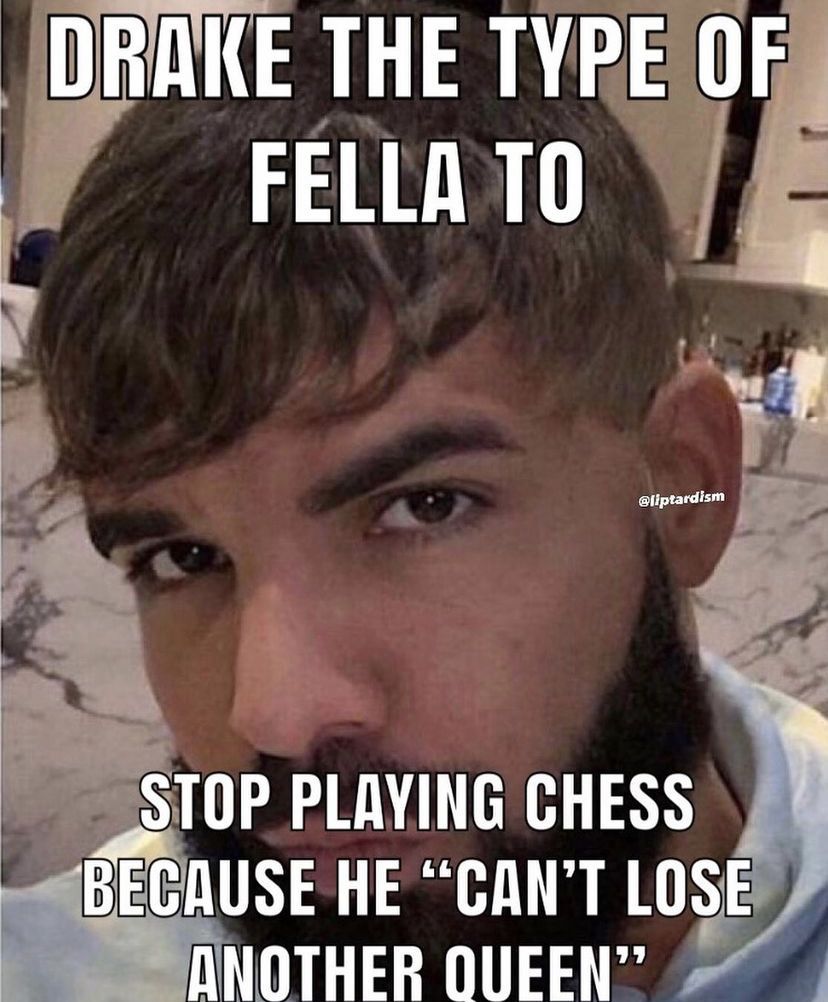 DRAKE THE TYPE OF
FELLA TO
@liptardism
STOP PLAYING CHESS
BECAUSE HE “CAN’T LOSE
ANOTHER QUEEN”